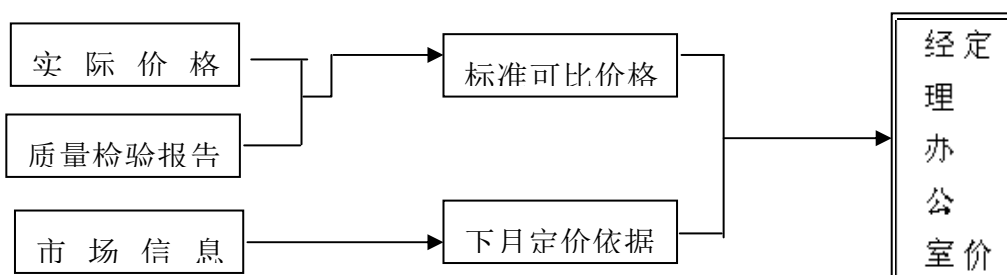 实际价格
质量检验报告
市场信息
标准可比价格
下月定价依据
经定
理
办
公
室价